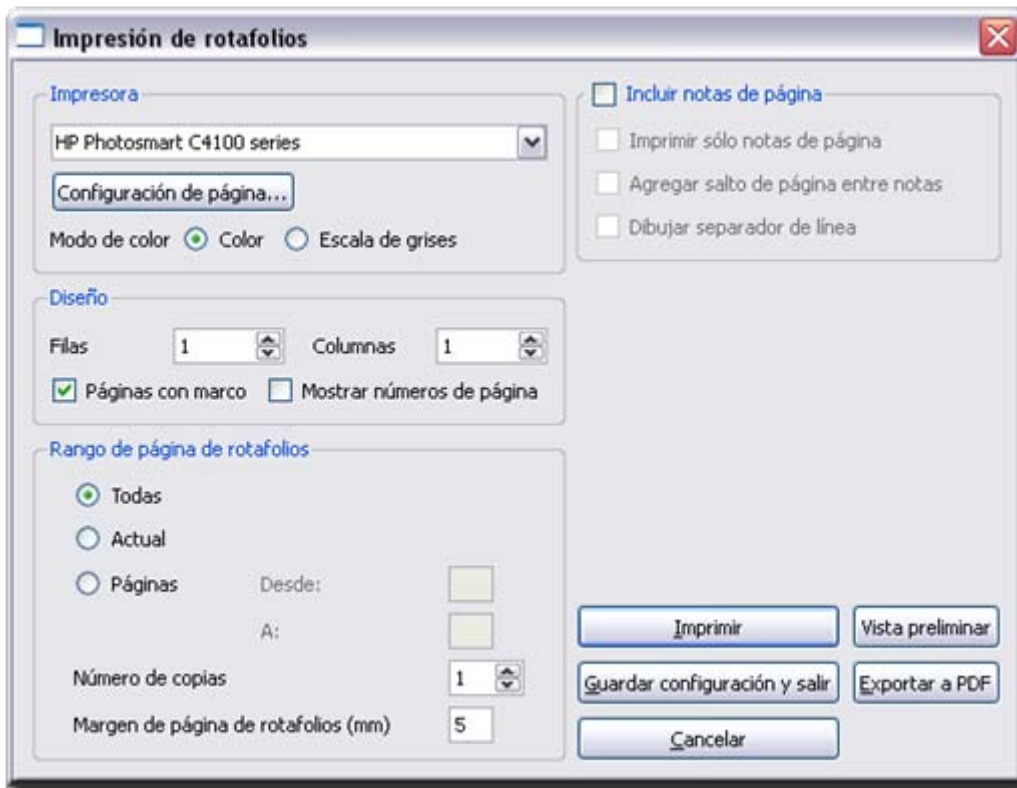 Impresión de rotafolios
Impresora
HP Photosmart C4100 series
Configuración de página...
Modo de color Color Escala de grises
Incluir notas de página
Imprimir sólo notas de página
Agregar salto de página entre notas
Dibujar separador de línea
Diseño
Filas 1 Columnas 1
Páginas con marco Mostrar números de página
Rango de página de rotafolios
Todas
Actual
Páginas Desde:
A:
Número de copias 1
Margen de página de rotafolios (mm) 5
Imprimir Vista preliminar
Guardar configuración y salir Exportar a PDF
Cancelar